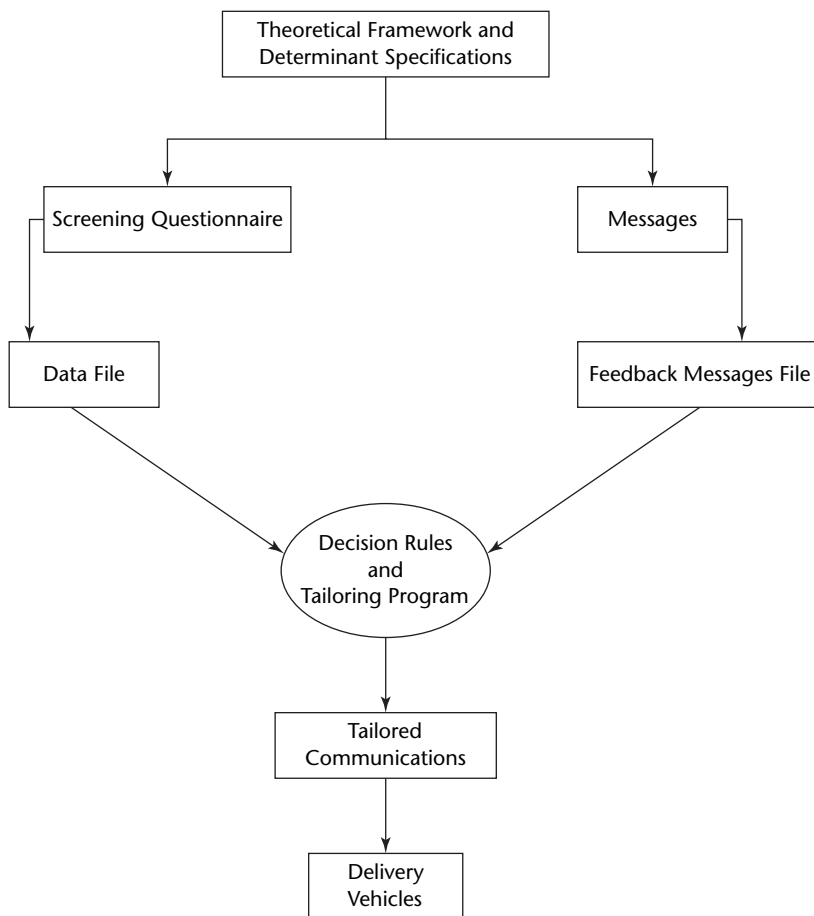 Theoretical Framework and
Determinant Specifications
Screening Questionnaire
Messages
Data File
Feedback Messages File
Decision Rules
and
Tailoring Program
Tailored
Communications
Delivery
Vehicles